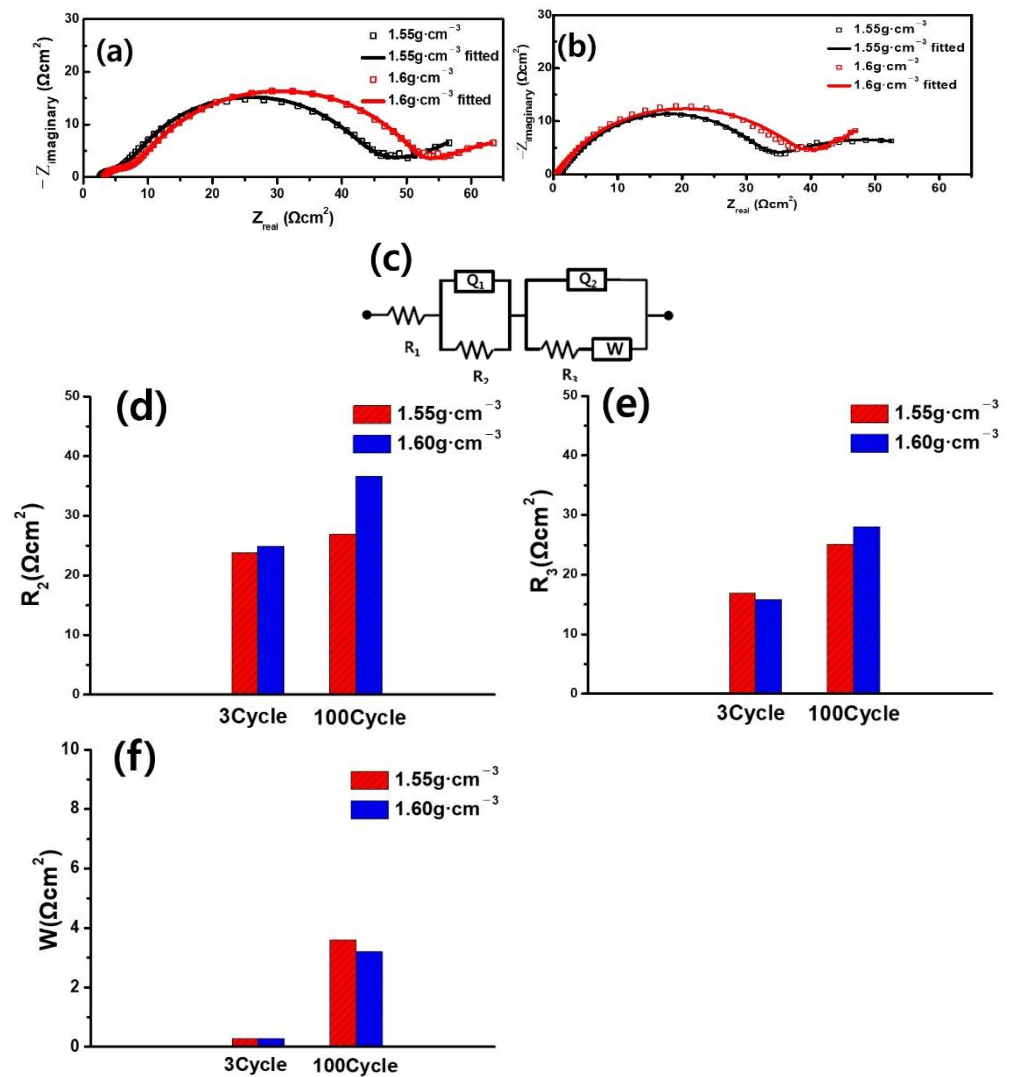 (a)
1.55g·cm⁻³
1.55g·cm⁻³ fitted
1.6g·cm⁻³
1.6g·cm⁻³ fitted
−Zimaginary (Ωcm²)
30
20
10
0
0 10 20 30 40 50 60
Zreal (Ωcm²)
(b)
1.55g·cm⁻³
1.55g·cm⁻³ fitted
1.6g·cm⁻³
1.6g·cm⁻³ fitted
−Zimaginary (Ωcm²)
30
20
10
0
0 10 20 30 40 50 60
Zreal (Ωcm²)
(c)
Q₁
Q₂
R₁
R₂
R₃
W
(d)
1.55g·cm⁻³
1.60g·cm⁻³
R₂(Ωcm²)
50
40
30
20
10
0
3Cycle 100Cycle
(e)
1.55g·cm⁻³
1.60g·cm⁻³
R₃(Ωcm²)
50
40
30
20
10
0
3Cycle 100Cycle
(f)
1.55g·cm⁻³
1.60g·cm⁻³
W(Ωcm²)
10
8
6
4
2
0
3Cycle 100Cycle